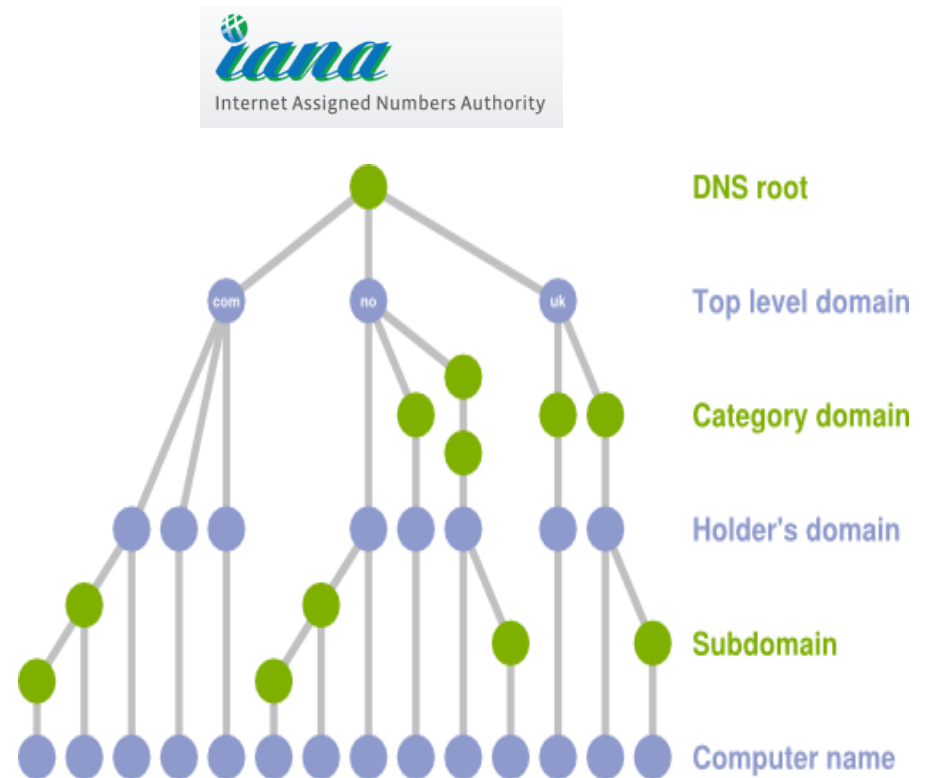 iana
Internet Assigned Numbers Authority
DNS root
com
no
uk
Top level domain
Category domain
Holder's domain
Subdomain
Computer name